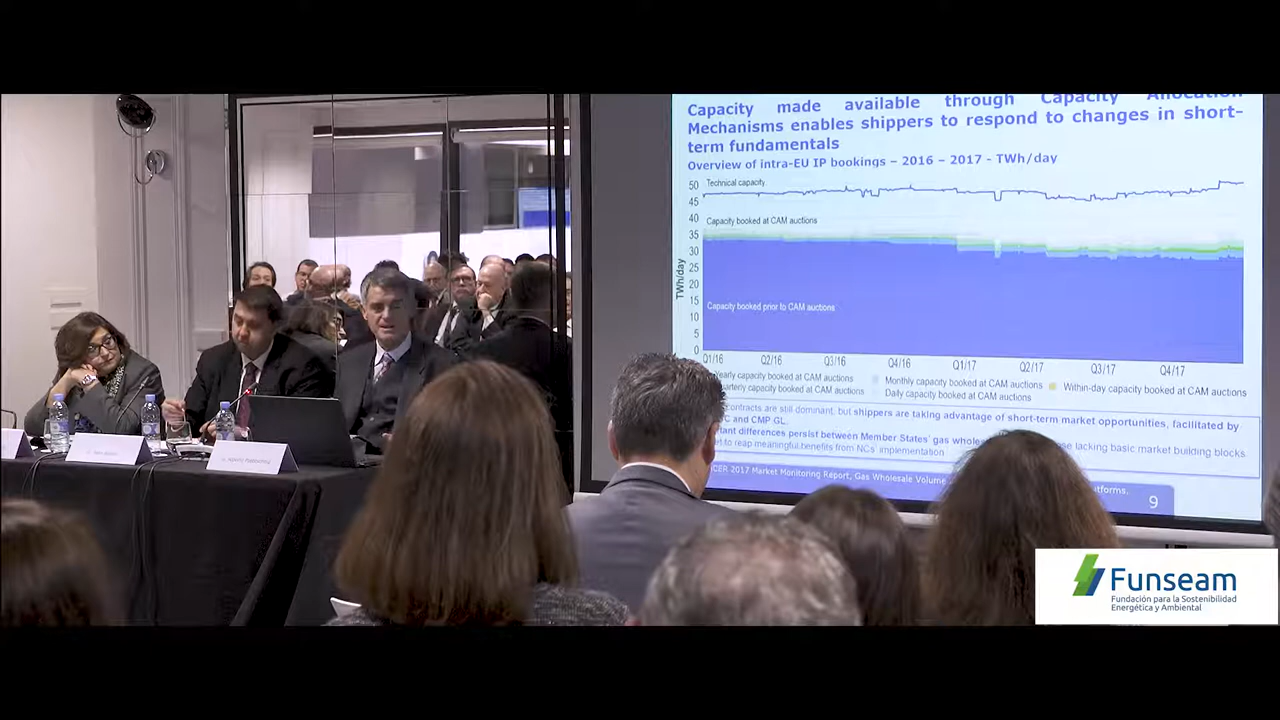 Capacity made available through Capacity Allocation
Mechanisms enables shippers to respond to changes in short-
term fundamentals
Overview of intra-EU IP bookings – 2016 – 2017 - TWh/day
50
Technical capacity
45
40
Capacity booked at CAM auctions
35
30
25
20
15
Capacity booked prior to CAM auctions
10
5
0
TWh/day
Q1/16 Q2/16 Q3/16 Q4/16 Q1/17 Q2/17 Q3/17 Q4/17
early capacity booked at CAM auctions Monthly capacity booked at CAM auctions Within-day capacity booked at CAM auctions
arterly capacity booked at CAM auctions Daily capacity booked at CAM auctions
contracts are still dominant, but shippers are taking advantage of short-term market opportunities, facilitated by
C and CMP GL.
tant differences persist between Member States' gas whole se lacking basic market building blocks.
to reap meaningful benefits from NCs' implementation
CER 2017 Market Monitoring Report, Gas Wholesale Volume atforms.
9
Funseam
Fundación para la Sostenibilidad
Energética y Ambiental